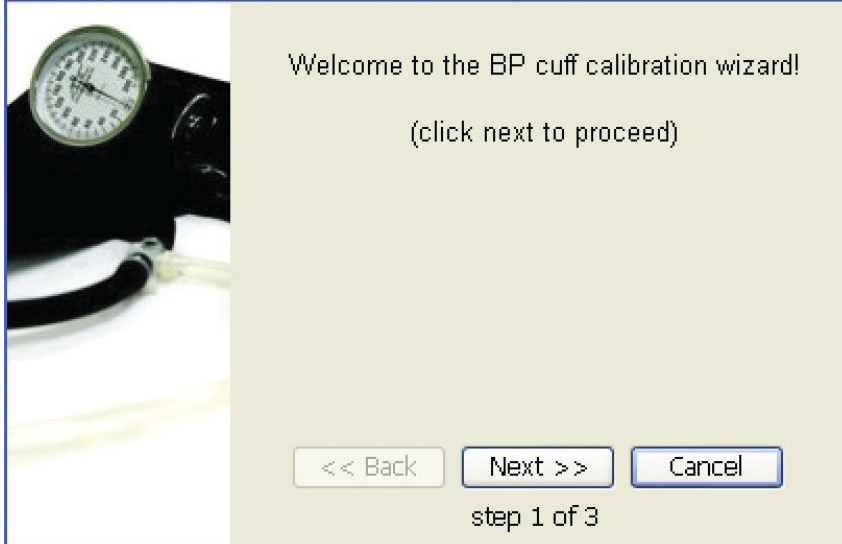 Welcome to the BP cuff calibration wizard!
(click next to proceed)
<< Back
Next >>
Cancel
step 1 of 3